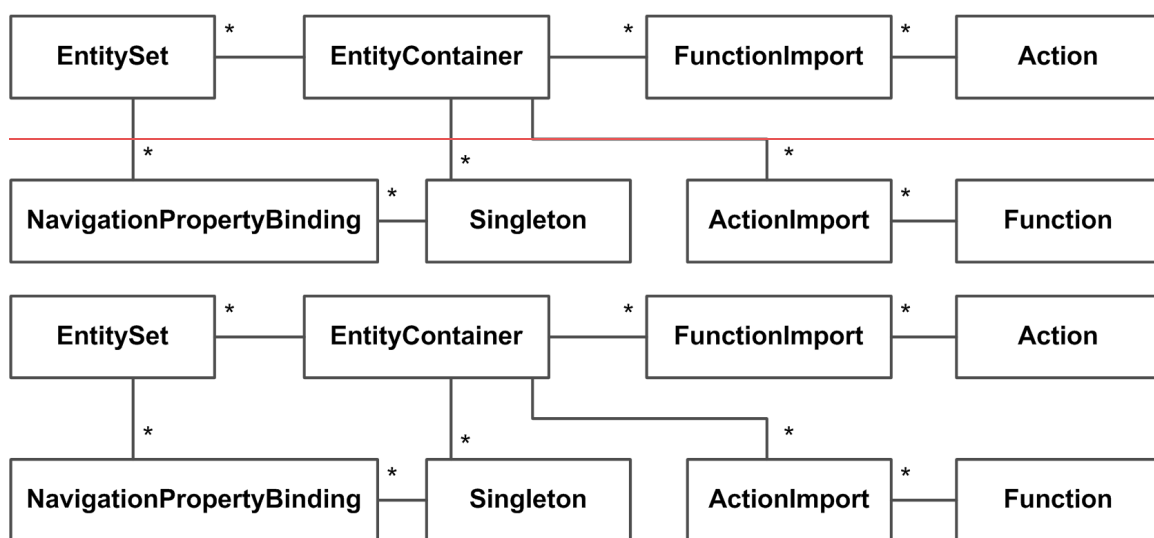 * * *
EntitySet EntityContainer FunctionImport Action
* * *
* *
NavigationPropertyBinding Singleton ActionImport Function
* * *
EntitySet EntityContainer FunctionImport Action
* * *
* *
NavigationPropertyBinding Singleton ActionImport Function